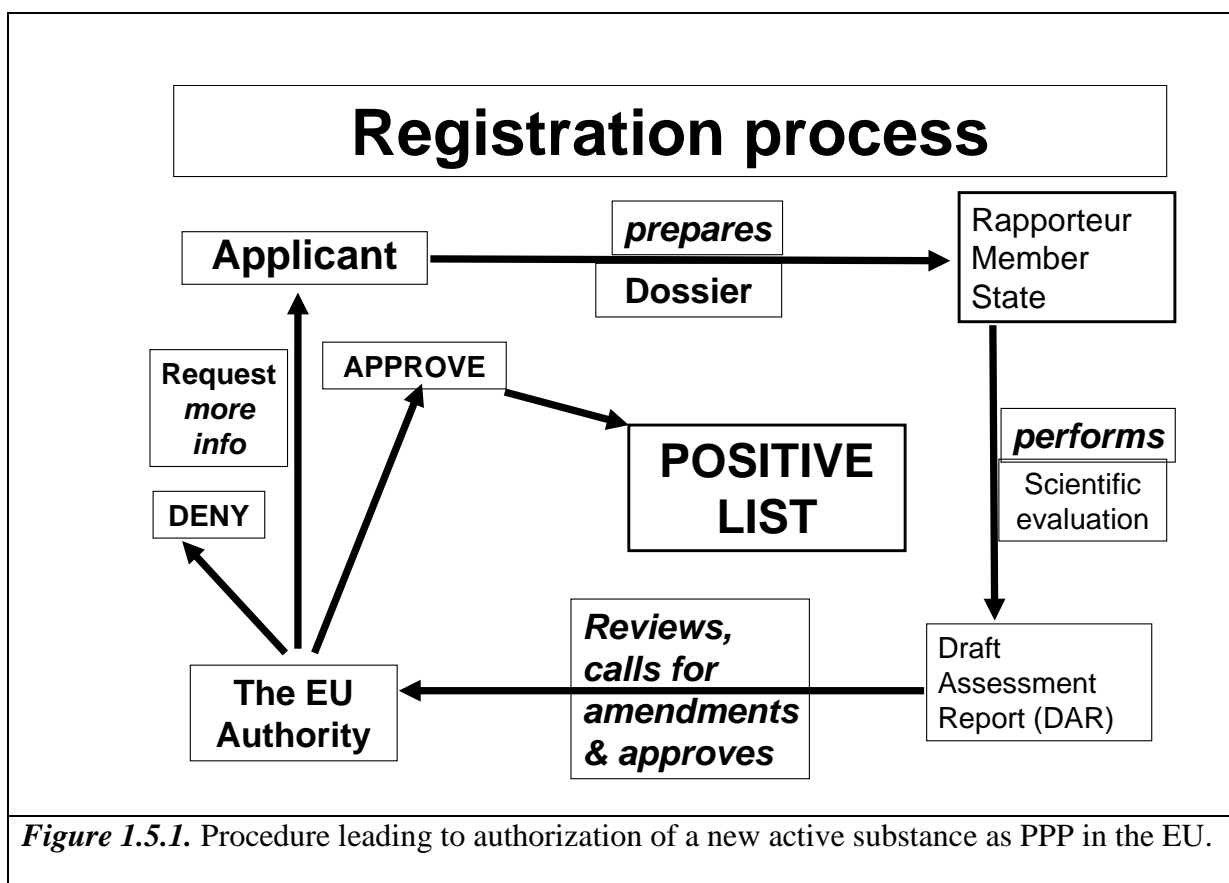 Registration process
Applicant
prepares
Dossier
Rapporteur
Member
State
Request
more
info
APPROVE
POSITIVE
LIST
performs
Scientific
evaluation
DENY
Reviews,
calls for
amendments
& approves
The EU
Authority
Draft
Assessment
Report (DAR)
Figure 1.5.1. Procedure leading to authorization of a new active substance as PPP in the EU.